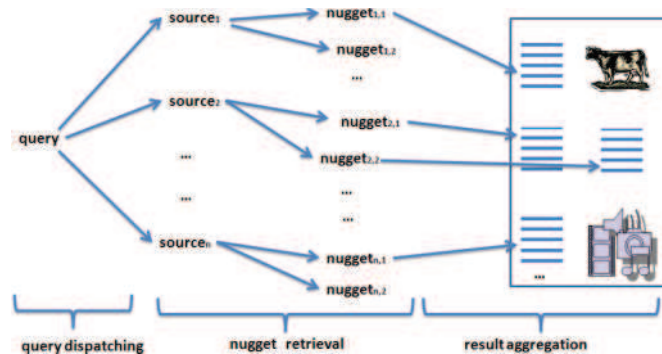 source₁
nugget₁,₁
nugget₁,₂
...
source₂
nugget₂,₁
query
nugget₂,₂
...
...
...
...
sourceₙ
nuggetₙ,₁
nuggetₙ,₂
...
query dispatching
nugget retrieval
result aggregation